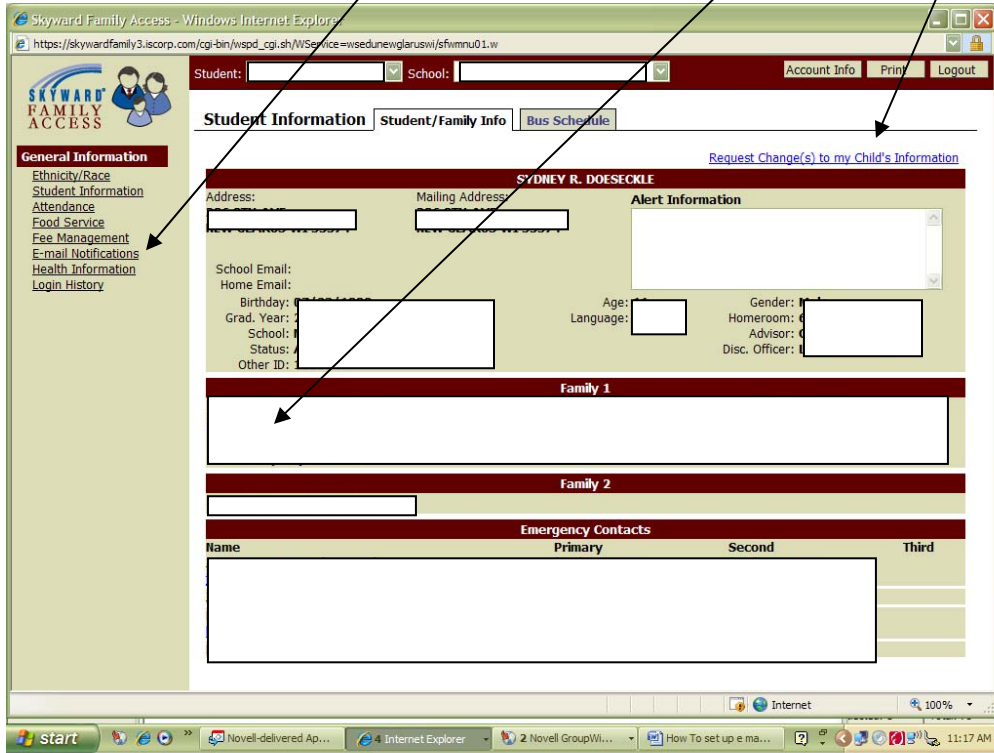 Skyward Family Access - Windows Internet Explorer
https://skywardfamily3.iscorp.com/cgi-bin/wspd_cgi.sh/WService=wsedunewglaruswi/sfwmnu01.w
SKYWARD®
FAMILY
ACCESS
Student:
School:
Account Info
Print
Logout
Student Information
Student/Family Info
Bus Schedule
General Information
Ethnicity/Race
Student Information
Attendance
Food Service
Fee Management
E-mail Notifications
Health Information
Login History
Request Change(s) to my Child's Information
SYDNEY R. DOESECKLE
Address:
Mailing Address:
Alert Information
School Email:
Home Email:
Birthday:
Age:
Gender:
Grad. Year:
Language:
Homeroom:
School:
Advisor:
Status:
Disc. Officer:
Other ID:
Family 1
Family 2
Emergency Contacts
Name Primary Second Third
Internet
100%
start
Novell-delivered Ap...
4 Internet Explorer
2 Novell GroupWi...
How To set up e ma...
11:17 AM